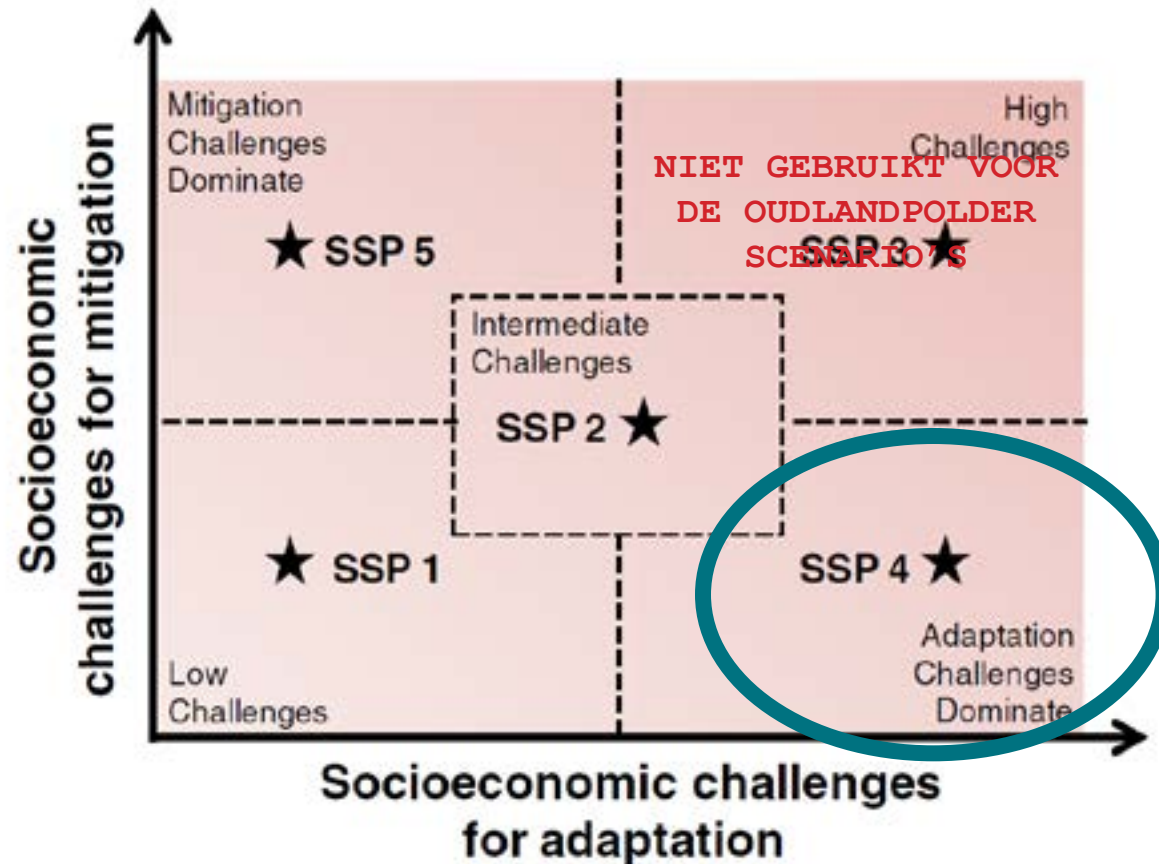 Socioeconomic
challenges for mitigation
Mitigation
Challenges
Dominate
High
Challenges
NIET GEBRUIKT VOOR
DE OUDLANDPOLDER
SCENARIO'S
SSP 5
SSP 3
Intermediate
Challenges
SSP 2
SSP 1
SSP 4
Low
Challenges
Adaptation
Challenges
Dominate
Socioeconomic challenges
for adaptation